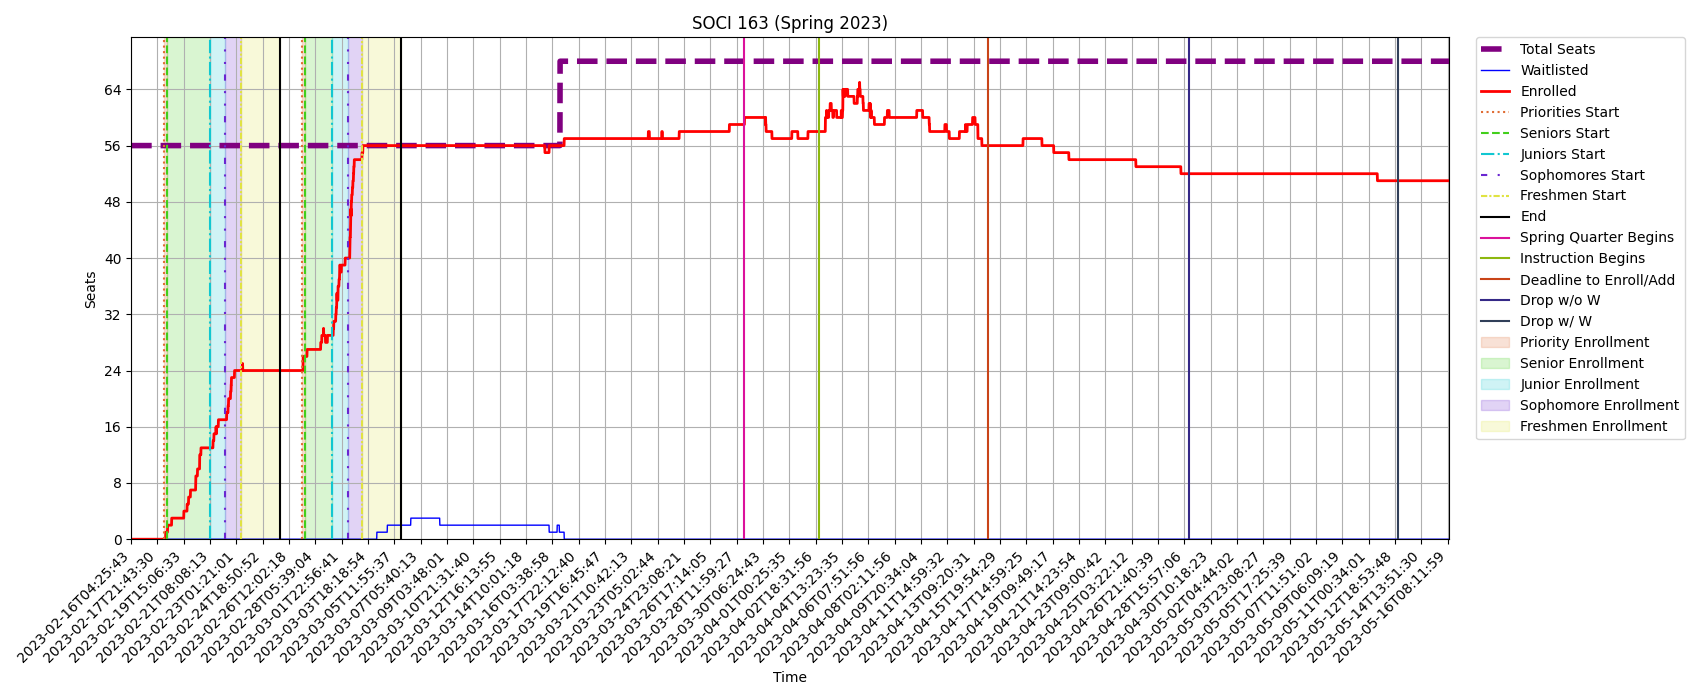 SOCI 163 (Spring 2023)
Seats
64
56
48
40
32
24
16
8
0
2023-02-16T04:25:43
2023-02-17T21:43:30
2023-02-19T15:06:33
2023-02-21T08:08:13
2023-02-23T01:21:01
2023-02-24T18:50:52
2023-02-26T12:02:18
2023-02-28T05:39:04
2023-03-01T22:56:41
2023-03-03T18:18:54
2023-03-05T11:55:37
2023-03-07T05:40:13
2023-03-09T03:48:01
2023-03-12T16:31:40
2023-03-12T16:13:55
2023-03-14T10:01:18
2023-03-16T03:38:58
2023-03-17T22:12:40
2023-03-19T16:45:47
2023-03-21T10:42:13
2023-03-23T05:02:44
2023-03-24T23:08:21
2023-03-26T17:14:05
2023-03-28T11:59:27
2023-03-30T06:24:43
2023-04-01T00:25:35
2023-04-02T18:31:56
2023-04-04T13:23:35
2023-04-06T07:51:56
2023-04-08T02:11:56
2023-04-09T20:34:04
2023-04-11T14:59:32
2023-04-13T09:20:31
2023-04-15T19:54:29
2023-04-17T14:59:25
2023-04-19T09:49:17
2023-04-21T14:23:54
2023-04-23T09:00:42
2023-04-25T03:22:12
2023-04-26T21:40:39
2023-04-28T15:57:06
2023-04-30T10:18:23
2023-05-02T04:44:02
2023-05-03T23:08:27
2023-05-05T17:25:39
2023-05-07T11:51:02
2023-05-09T06:09:19
2023-05-11T00:34:01
2023-05-12T18:53:48
2023-05-14T13:51:30
2023-05-16T08:11:59
Time
Total Seats
Waitlisted
Enrolled
Priorities Start
Seniors Start
Juniors Start
Sophomores Start
Freshmen Start
End
Spring Quarter Begins
Instruction Begins
Deadline to Enroll/Add
Drop w/o W
Drop w/ W
Priority Enrollment
Senior Enrollment
Junior Enrollment
Sophomore Enrollment
Freshmen Enrollment